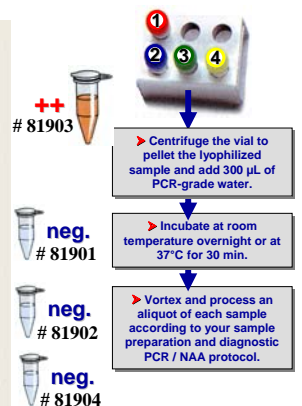 1
2
3
4
++
# 81903
➤ Centrifuge the vial to
pellet the lyophilized
sample and add 300 µL of
PCR-grade water.
neg.
# 81901
➤ Incubate at room
temperature overnight or at
37°C for 30 min.
neg.
# 81902
➤ Vortex and process an
aliquot of each sample
according to your sample
preparation and diagnostic
PCR / NAA protocol.
neg.
# 81904